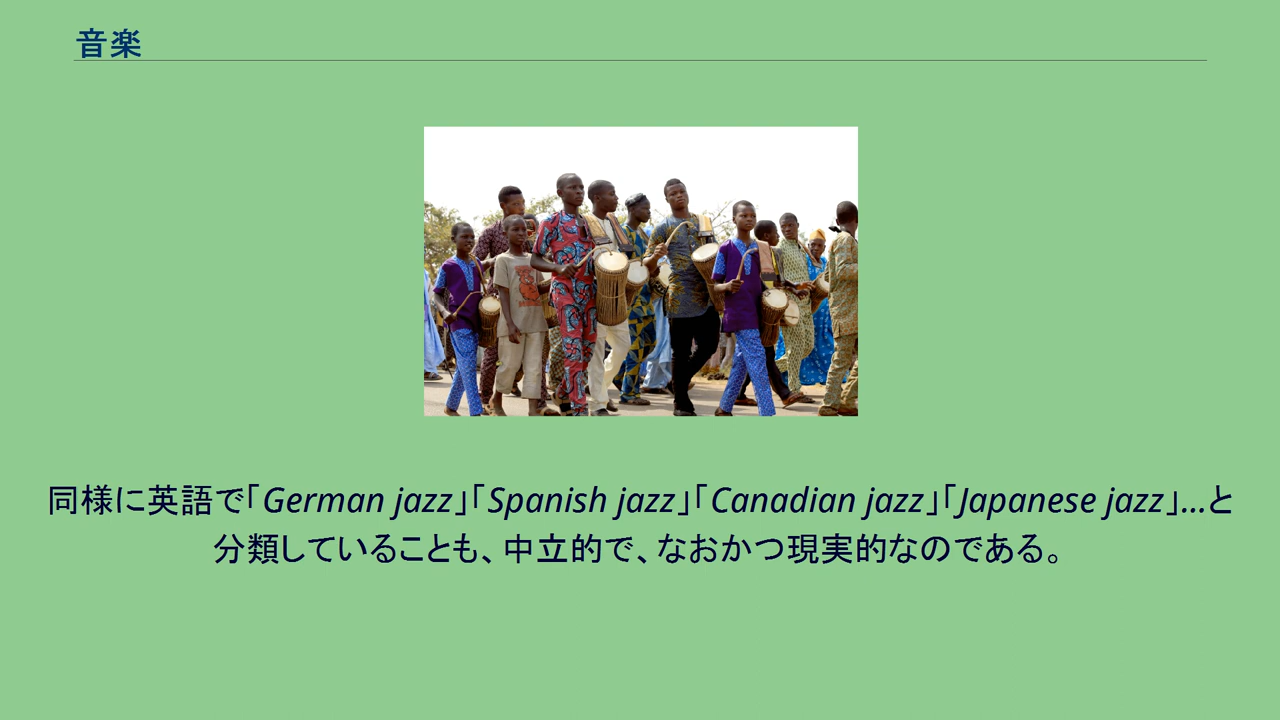 音楽
同様に英語で「German jazz」「Spanish jazz」「Canadian jazz」「Japanese jazz」...と
分類していることも、中立的で、なおかつ現実的なのである。